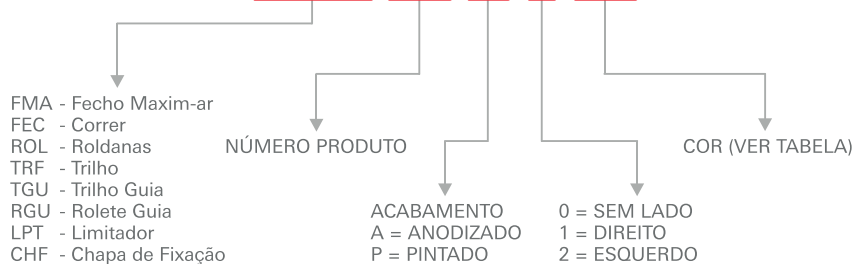 FMA - Fecho Maxim-ar
FEC - Correr
ROL - Roldanas
TRF - Trilho
TGU - Trilho Guia
RGU - Rolete Guia
LPT - Limitador
CHF - Chapa de Fixação
NÚMERO PRODUTO
ACABAMENTO
A = ANODIZADO
P = PINTADO
0 = SEM LADO
1 = DIREITO
2 = ESQUERDO
COR (VER TABELA)